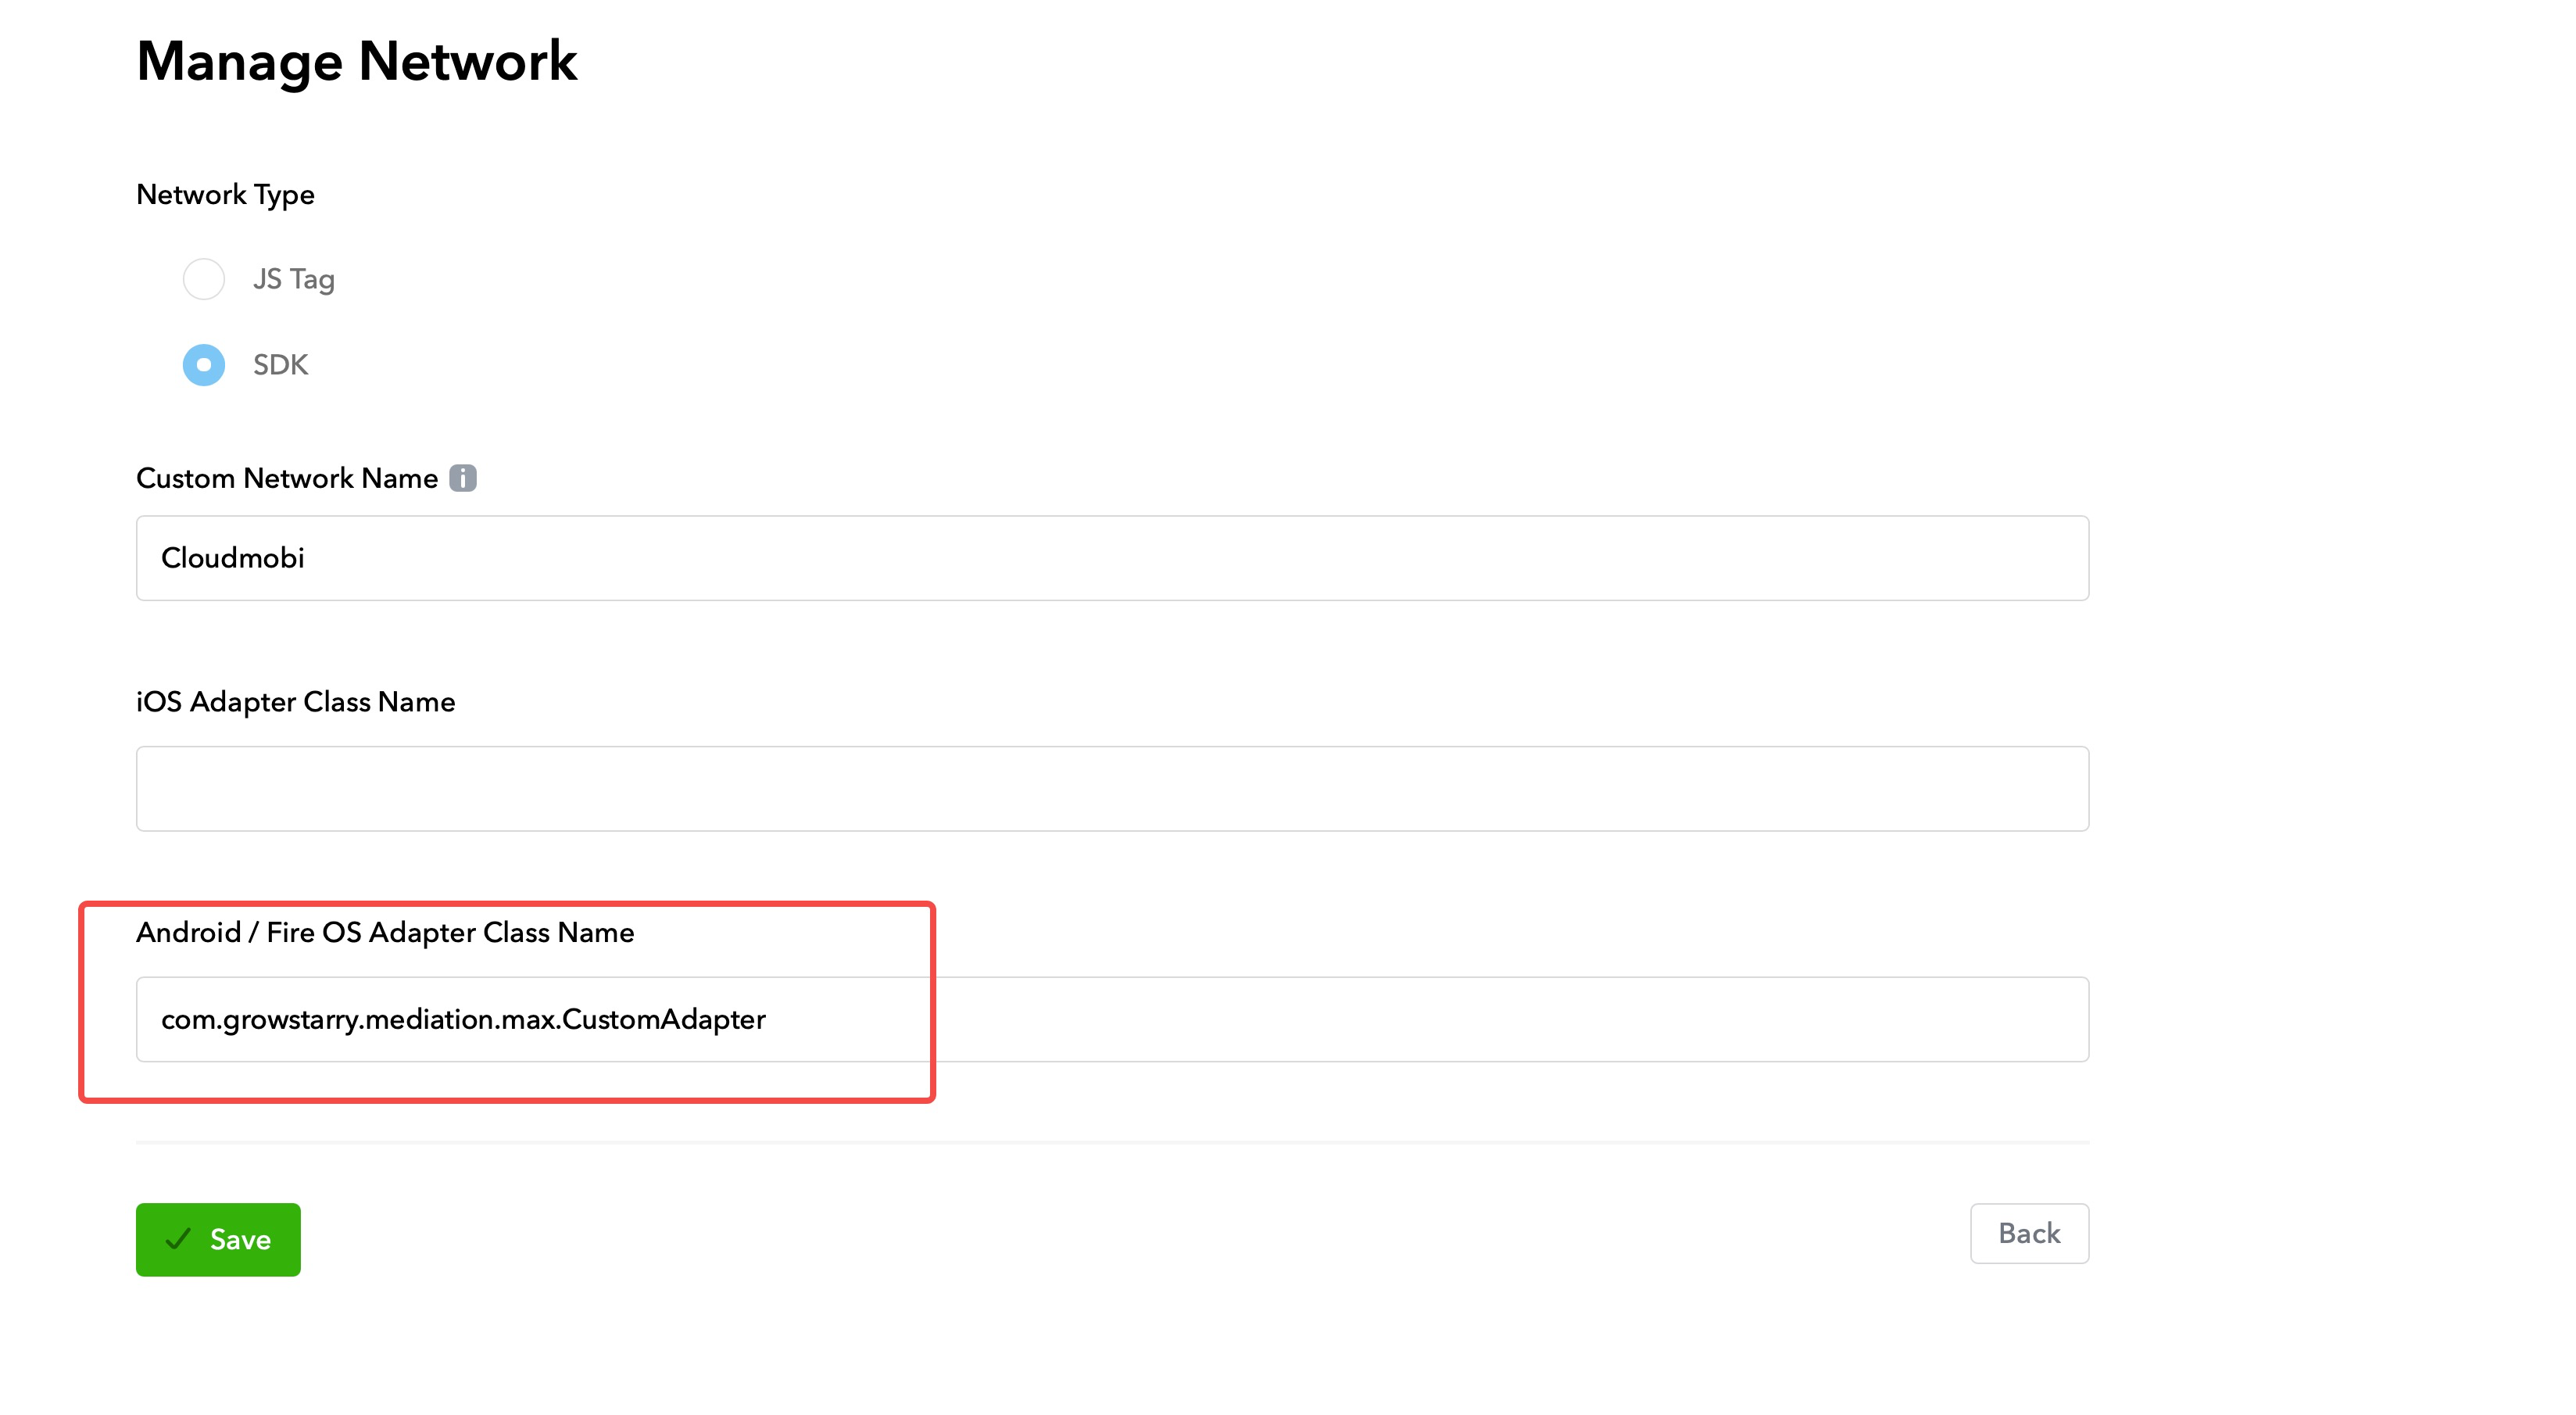 Manage Network
Network Type
JS Tag
SDK
Custom Network Name i
Cloudmobi
iOS Adapter Class Name
Android / Fire OS Adapter Class Name
com.growstarry.mediation.max.CustomAdapter
Save
Back